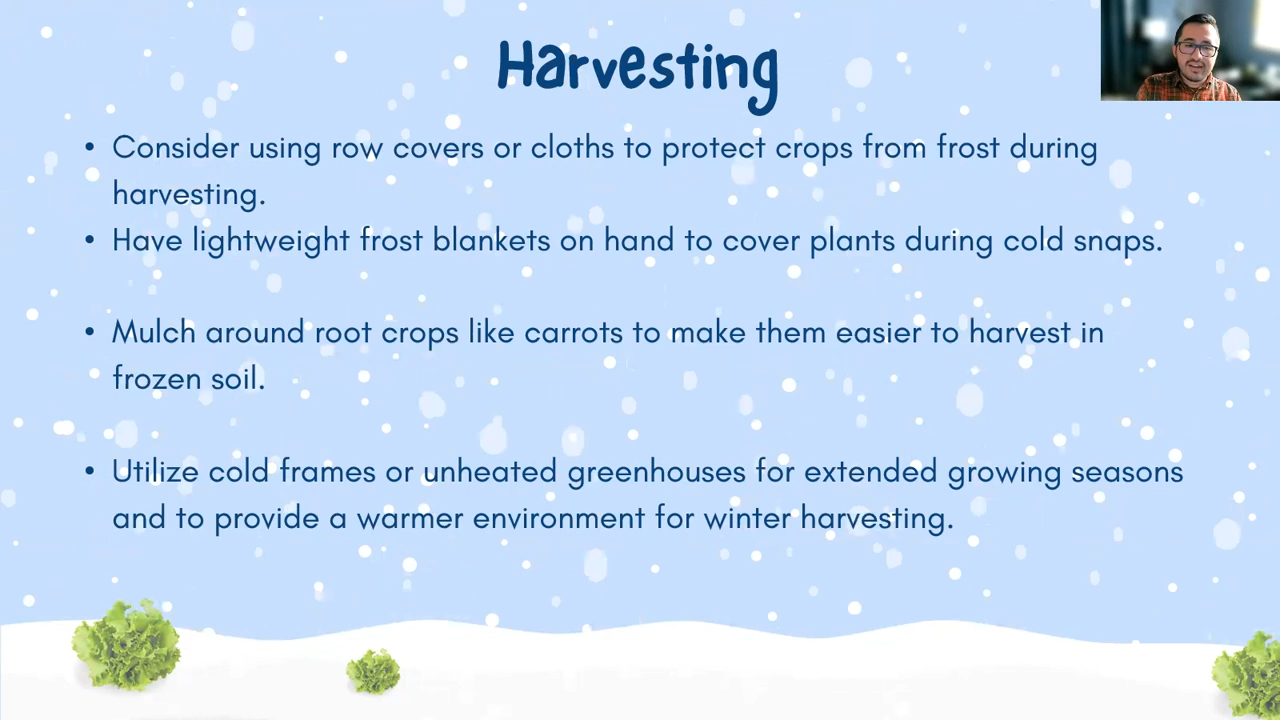 Harvesting
• Consider using row covers or cloths to protect crops from frost during
harvesting.
• Have lightweight frost blankets on hand to cover plants during cold snaps.
• Mulch around root crops like carrots to make them easier to harvest in
frozen soil.
• Utilize cold frames or unheated greenhouses for extended growing seasons
and to provide a warmer environment for winter harvesting.